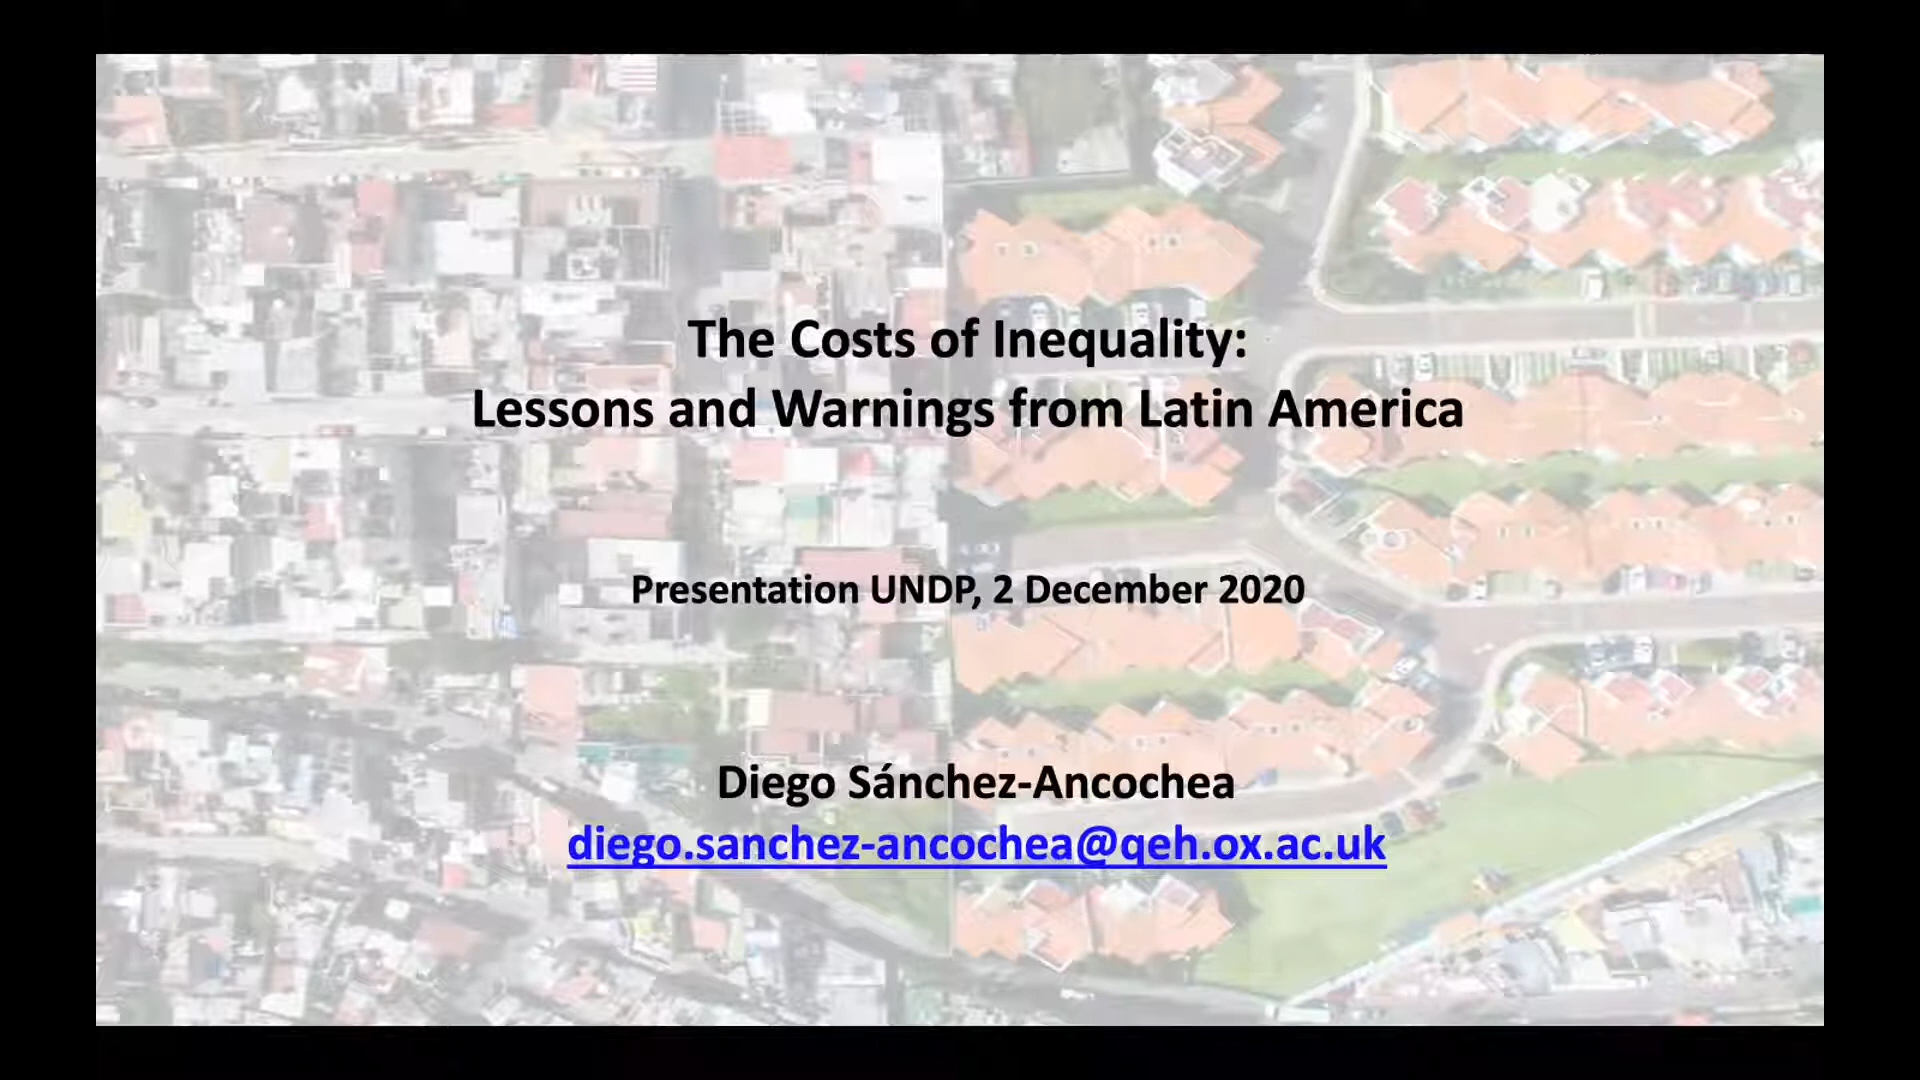 The Costs of Inequality:
Lessons and Warnings from Latin America
Presentation UNDP, 2 December 2020
Diego Sánchez-Ancochea
diego.sanchez-ancochea@qeh.ox.ac.uk